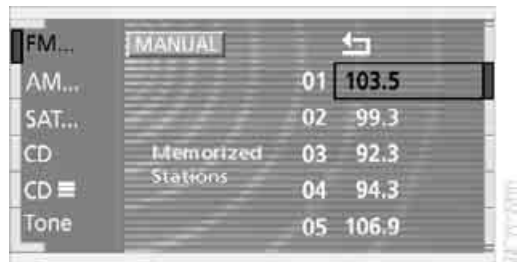 FM...
AM...
SAT...
CD
CD
Tone
MANUAL
Memorized
Stations
01 103.5
02 99.3
03 92.3
04 94.3
05 106.9